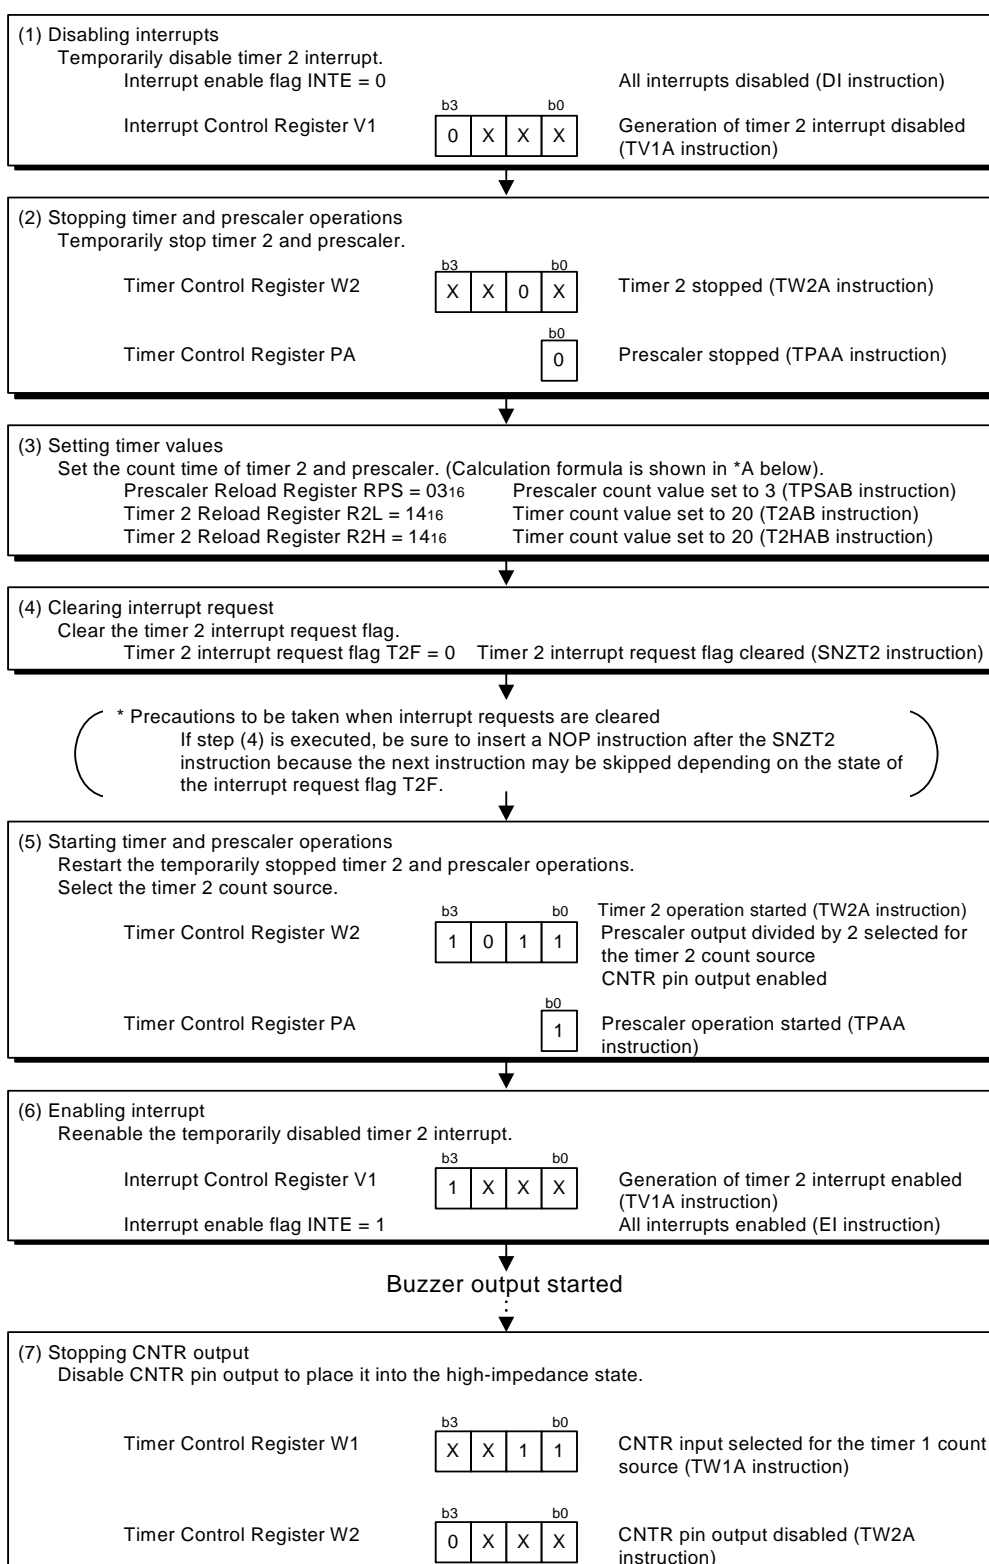 (1) Disabling interrupts
Temporarily disable timer 2 interrupt.
Interrupt enable flag INTE = 0 All interrupts disabled (DI instruction)
b3 b0
Interrupt Control Register V1 0 X X X Generation of timer 2 interrupt disabled
(TV1A instruction)
(2) Stopping timer and prescaler operations
Temporarily stop timer 2 and prescaler.
b3 b0
Timer Control Register W2 X X 0 X Timer 2 stopped (TW2A instruction)
b0
Timer Control Register PA 0 Prescaler stopped (TPAA instruction)
(3) Setting timer values
Set the count time of timer 2 and prescaler. (Calculation formula is shown in *A below).
Prescaler Reload Register RPS = 0316 Prescaler count value set to 3 (TPSAB instruction)
Timer 2 Reload Register R2L = 1416 Timer count value set to 20 (T2AB instruction)
Timer 2 Reload Register R2H = 1416 Timer count value set to 20 (T2HAB instruction)
(4) Clearing interrupt request
Clear the timer 2 interrupt request flag.
Timer 2 interrupt request flag T2F = 0 Timer 2 interrupt request flag cleared (SNZT2 instruction)
* Precautions to be taken when interrupt requests are cleared
If step (4) is executed, be sure to insert a NOP instruction after the SNZT2
instruction because the next instruction may be skipped depending on the state of
the interrupt request flag T2F.
(5) Starting timer and prescaler operations
Restart the temporarily stopped timer 2 and prescaler operations.
Select the timer 2 count source.
b3 b0 Timer 2 operation started (TW2A instruction)
Timer Control Register W2 1 0 1 1 Prescaler output divided by 2 selected for
the timer 2 count source
CNTR pin output enabled
b0
Timer Control Register PA 1 Prescaler operation started (TPAA
instruction)
(6) Enabling interrupt
Reenable the temporarily disabled timer 2 interrupt.
b3 b0
Interrupt Control Register V1 1 X X X Generation of timer 2 interrupt enabled
(TV1A instruction)
Interrupt enable flag INTE = 1 All interrupts enabled (EI instruction)
Buzzer output started
(7) Stopping CNTR output
Disable CNTR pin output to place it into the high-impedance state.
b3 b0
Timer Control Register W1 X X 1 1 CNTR input selected for the timer 1 count
source (TW1A instruction)
b3 b0
Timer Control Register W2 0 X X X CNTR pin output disabled (TW2A
instruction)